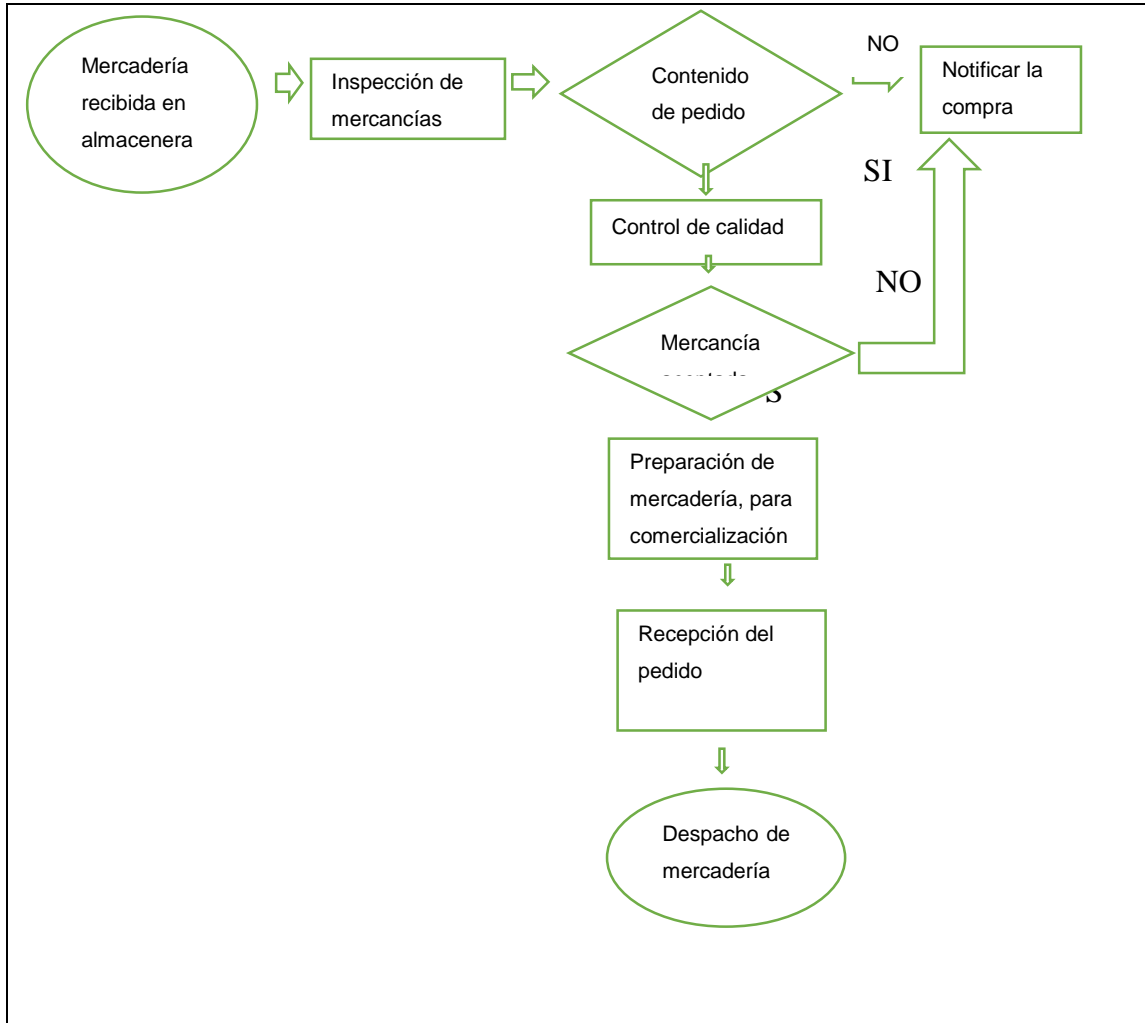 Mercadería
recibida en
almacenera
Inspección de
mercancías
Contenido
de pedido
NO
Notificar la
compra
SI
Control de calidad
NO
Mercancía
S
Preparación de
mercadería, para
comercialización
Recepción del
pedido
Despacho de
mercadería